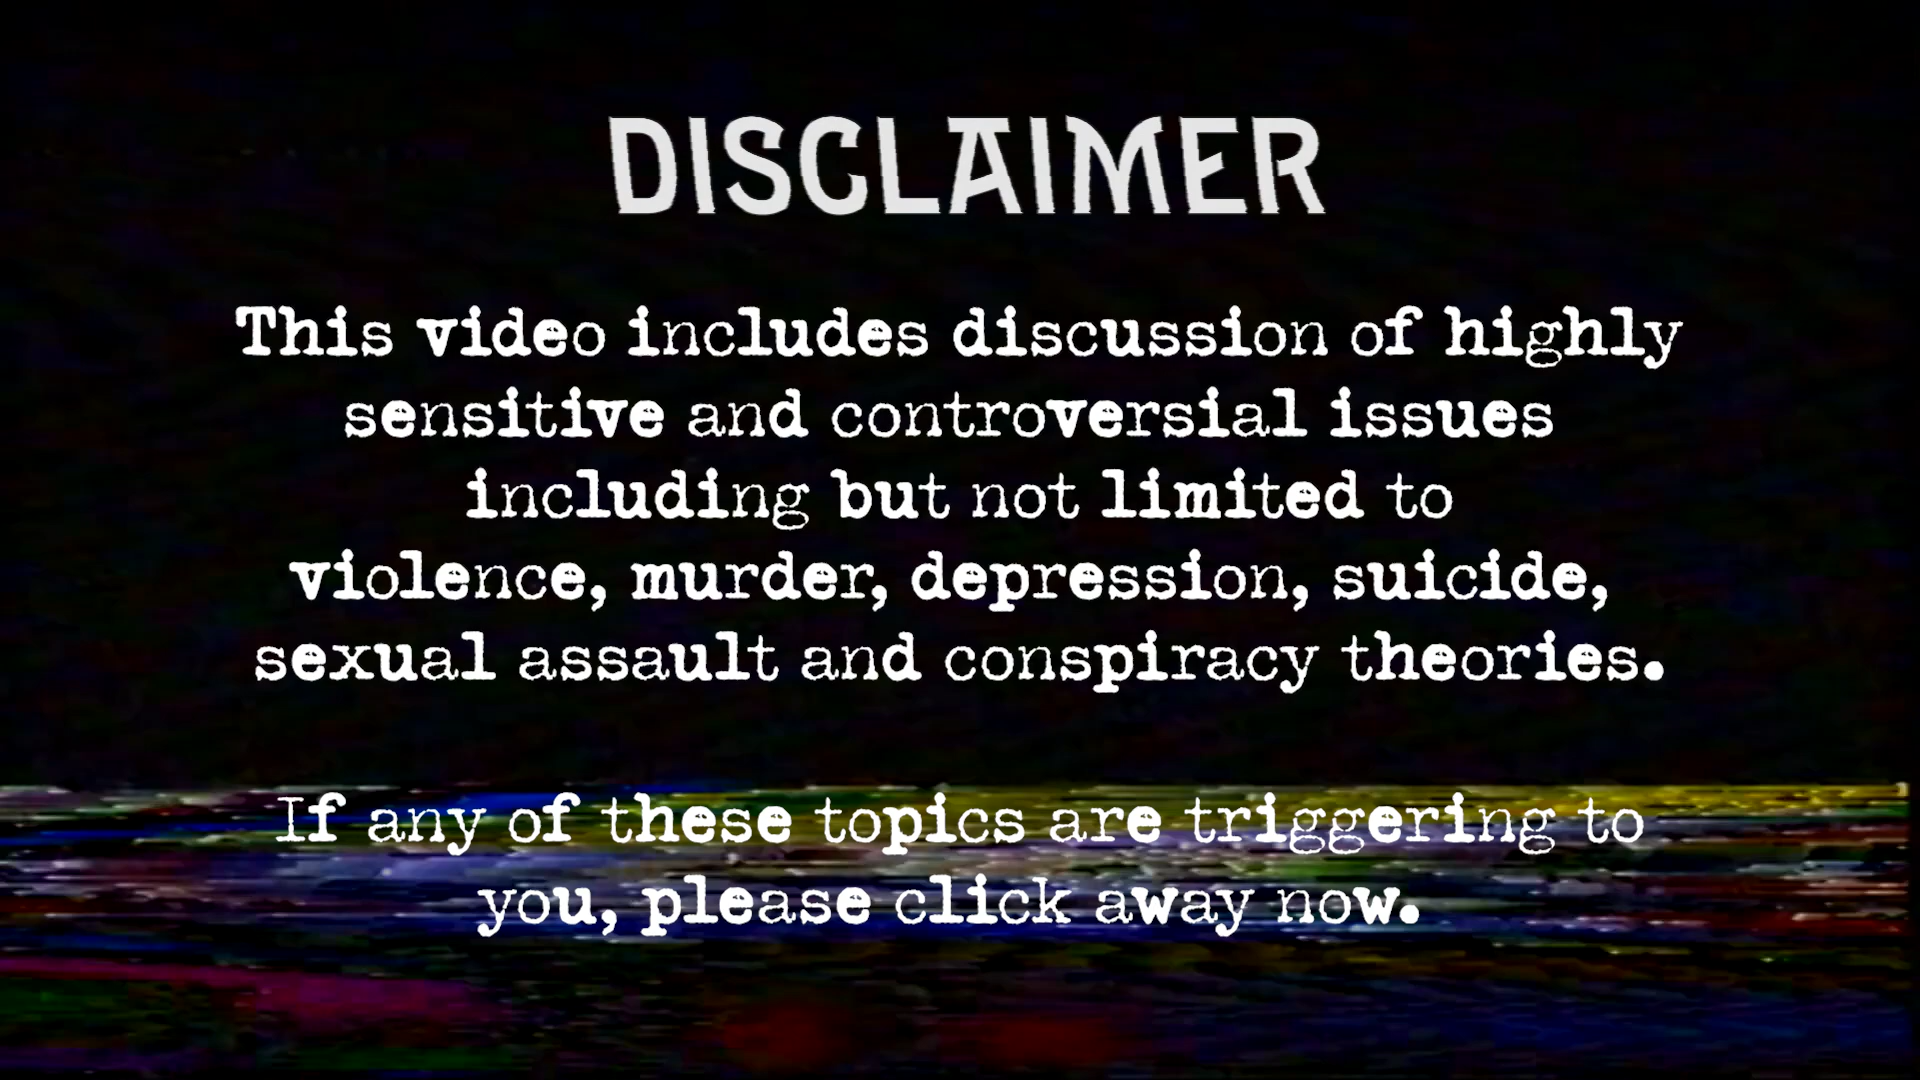 DISCLAIMER
This video includes discussion of highly
sensitive and controversial issues
including but not limited to
violence, murder, depression, suicide,
sexual assault and conspiracy theories.
If any of these topics are triggering to
you, please click away now.